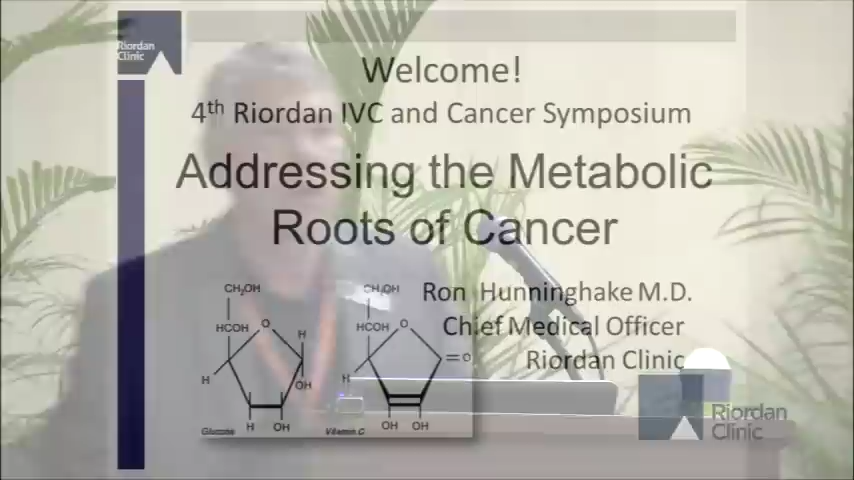 Riordan
Clinic
Welcome!
4th Riordan IVC and Cancer Symposium
Addressing the Metabolic
Roots of Cancer
Ron Hunninghake M.D.
Chief Medical Officer
Riordan Clinic
CH2OH
HCOH
O
H
H
OH
H
OH
Glucose
CH2OH
HCOH
O
=O
H
OH
OH
Vitamin C
Riordan
Clinic